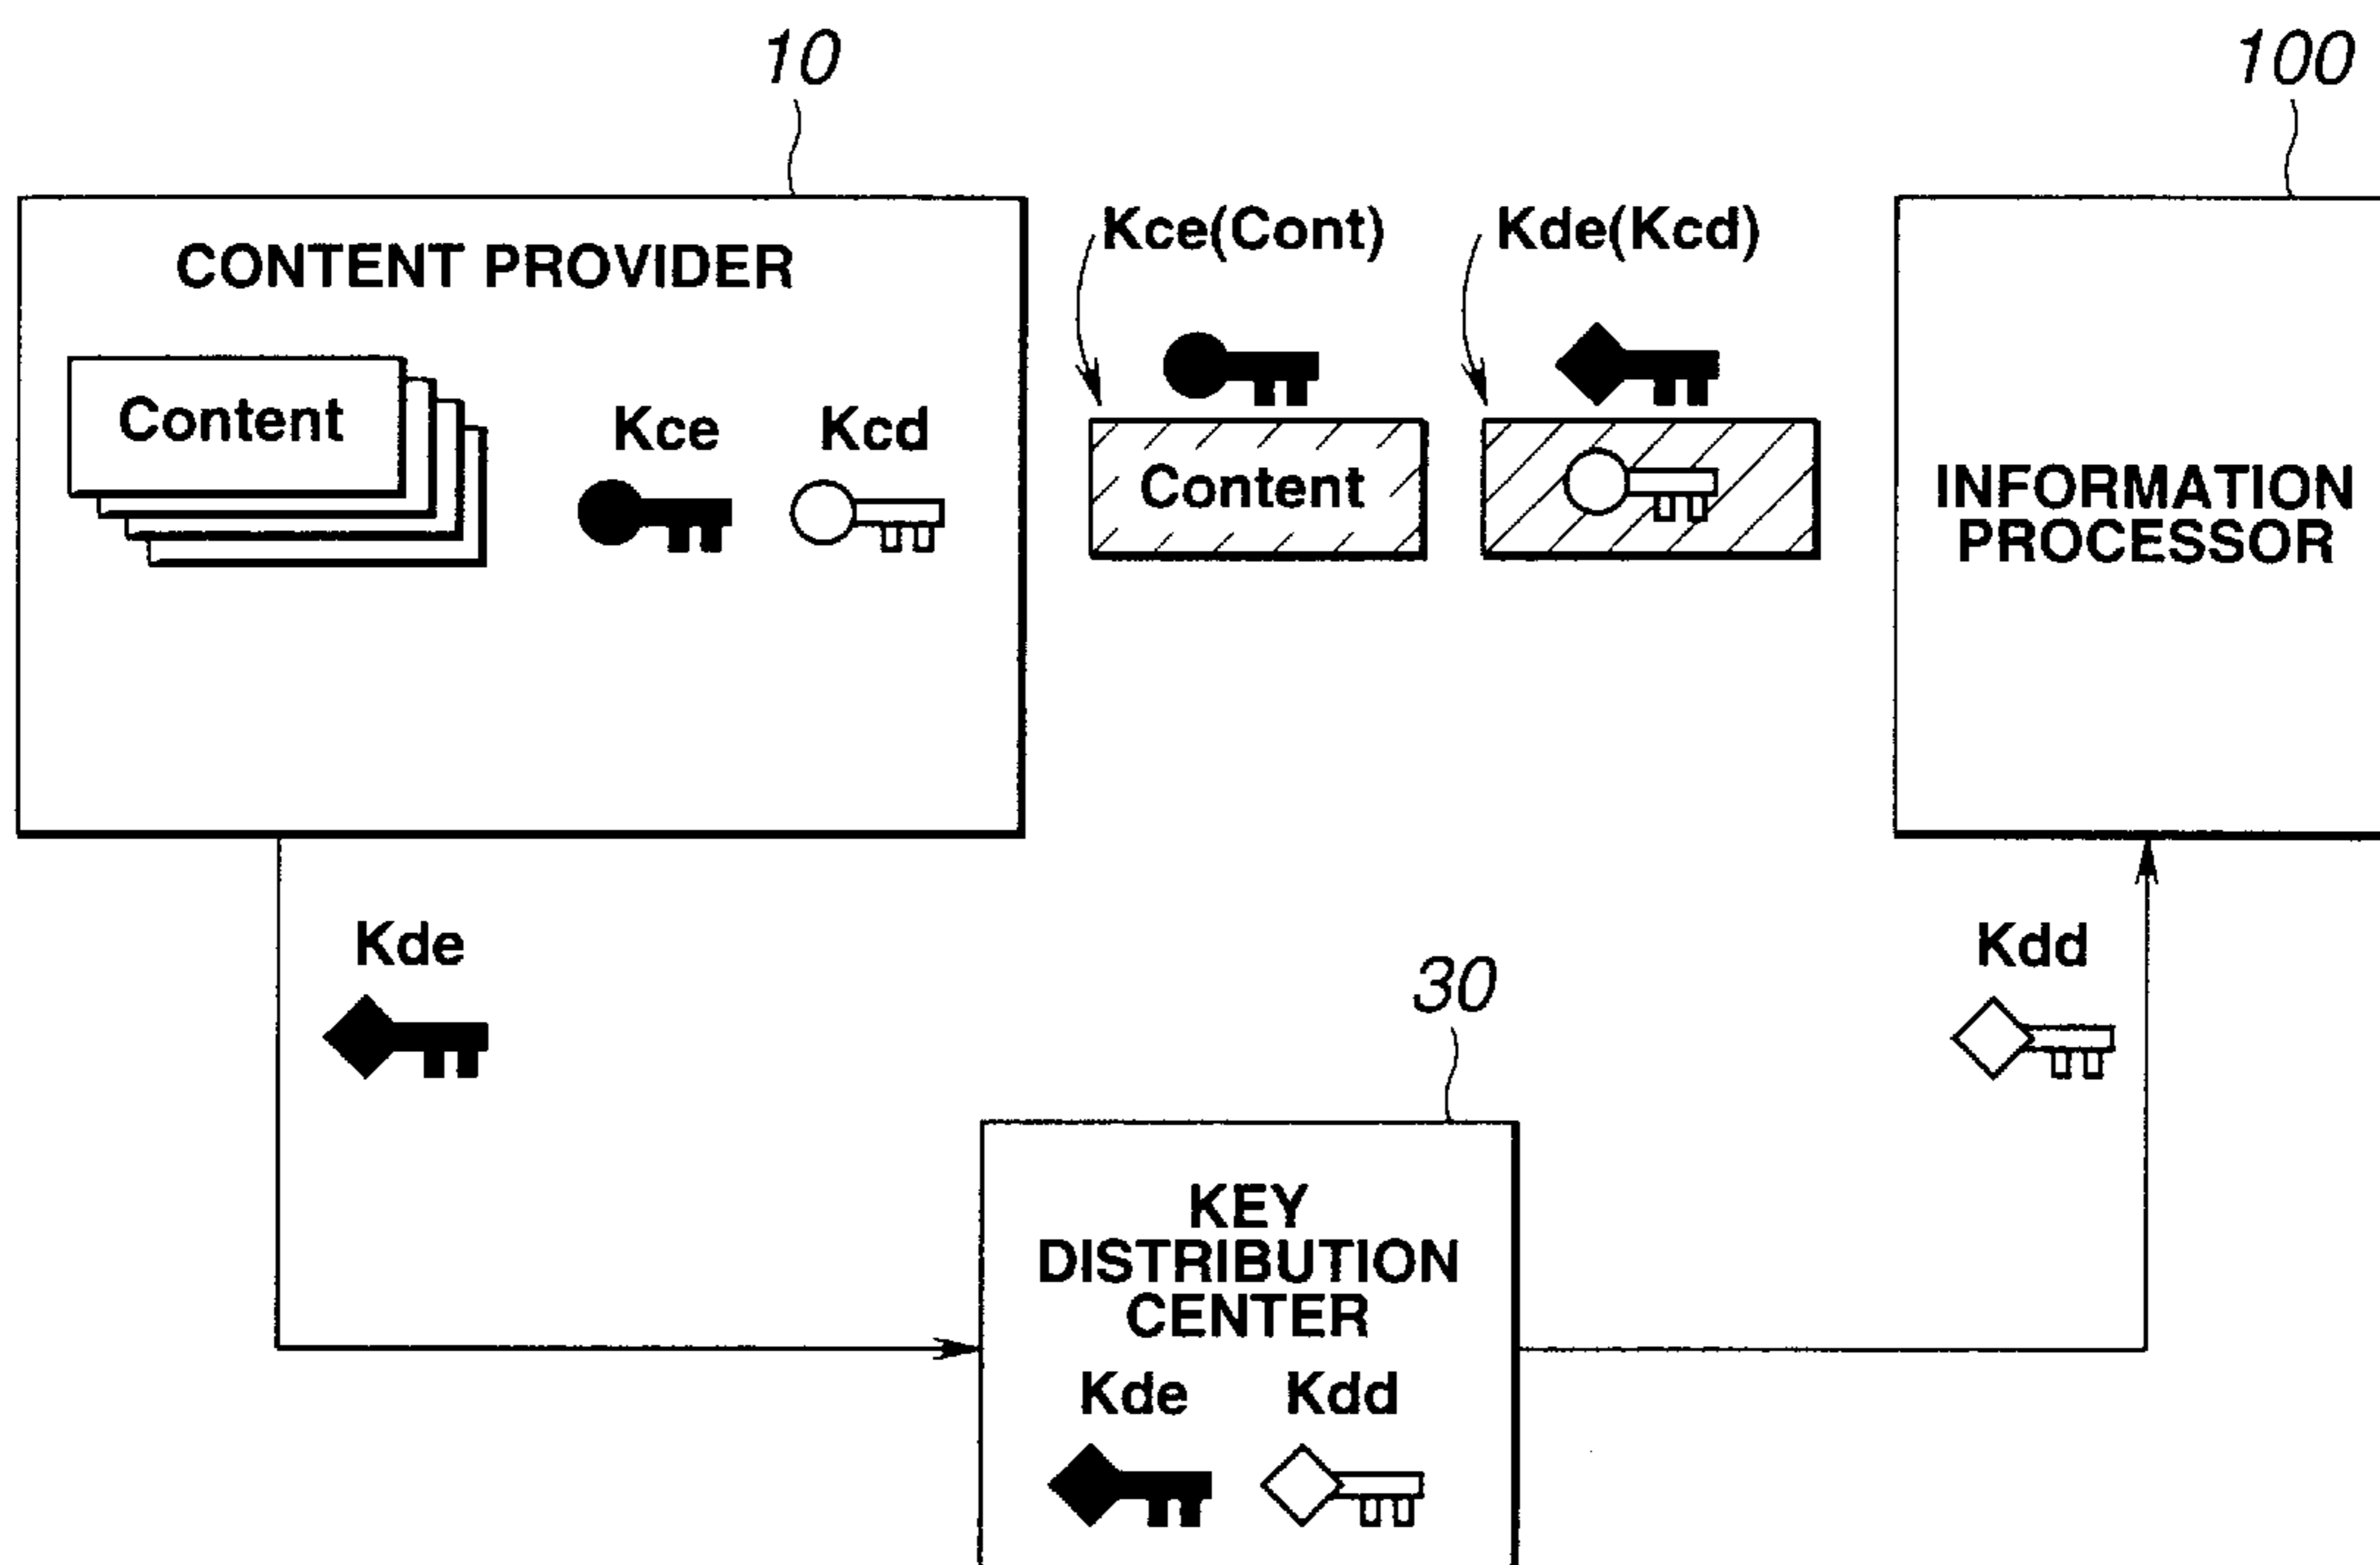 10
100
CONTENT PROVIDER
Kce(Cont)
Kde(Kcd)
Content
Kce
Kcd
Content
INFORMATION
PROCESSOR
Kde
Kdd
30
KEY
DISTRIBUTION
CENTER
Kde
Kdd